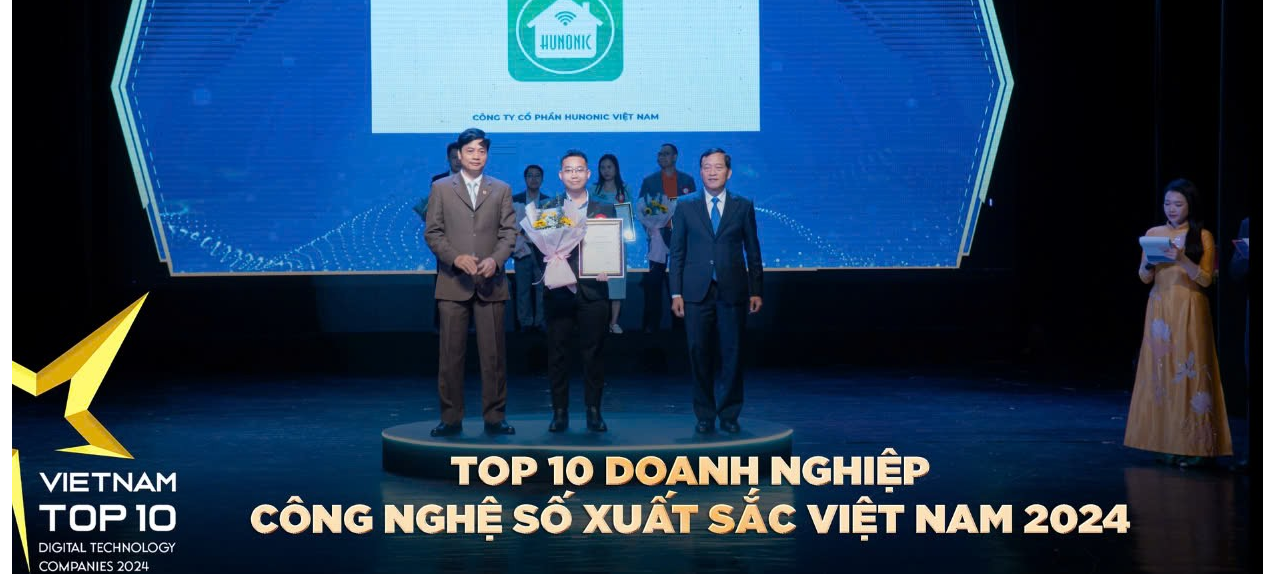 HUNONIC
CÔNG TY CỔ PHẦN HUNONIC VIỆT NAM
TOP 10 DOANH NGHIỆP
CÔNG NGHỆ SỐ XUẤT SẮC VIỆT NAM 2024
VIETNAM
TOP 10
DIGITAL TECHNOLOGY
COMPANIES 2024